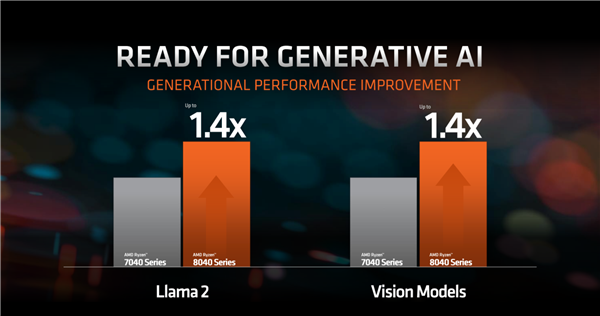 READY FOR GENERATIVE AI
GENERATIONAL PERFORMANCE IMPROVEMENT
Up to
1.4x
AMD Ryzen™
7040 Series
AMD Ryzen™
8040 Series
Llama 2
Up to
1.4x
AMD Ryzen™
7040 Series
AMD Ryzen™
8040 Series
Vision Models